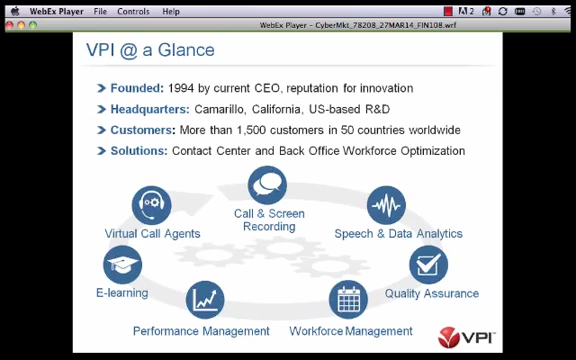 WebEx Player File Controls Help
WebEx Player - CyberMkt_78208_27MAR14_FIN108.wrf
VPI @ a Glance
Founded: 1994 by current CEO, reputation for innovation
Headquarters: Camarillo, California, US-based R&D
Customers: More than 1,500 customers in 50 countries worldwide
Solutions: Contact Center and Back Office Workforce Optimization
Call & Screen
Recording
Virtual Call Agents
Speech & Data Analytics
E-learning
Quality Assurance
Performance Management
Workforce Management
VPI